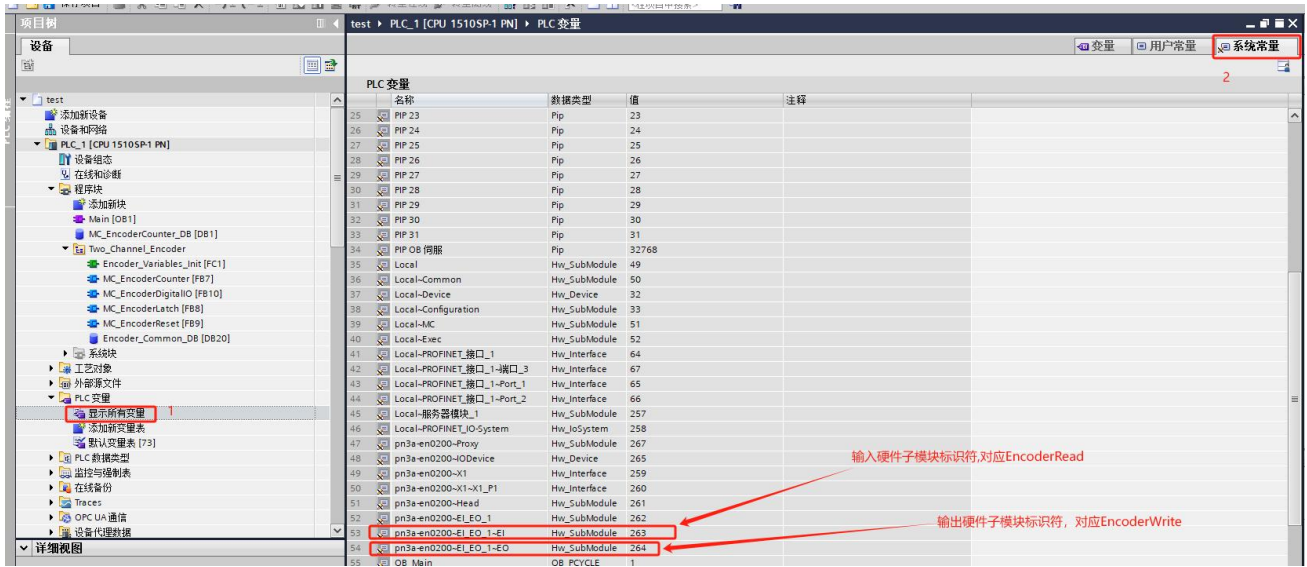 项目树
test ▸ PLC_1 [CPU 1510SP-1 PN] ▸ PLC 变量
设备
变量 用户常量 系统常量
2
PLC 变量
名称 数据类型 值 注释
test
添加新设备
设备和网络
PLC_1 [CPU 1510SP-1 PN]
设备组态
在线和诊断
程序块
添加新块
Main [OB1]
MC_EncoderCounter_DB [DB1]
Two_Channel_Encoder
Encoder_Variables_Init [FC1]
MC_EncoderCounter [FB7]
MC_EncoderDigitalIO [FB10]
MC_EncoderLatch [FB8]
MC_EncoderReset [FB9]
Encoder_Common_DB [DB20]
系统块
工艺对象
外部源文件
PLC 变量
显示所有变量 1
添加新变量表
默认变量表 [73]
PLC 数据类型
监控与强制表
在线备份
Traces
OPC UA 通信
设备代理数据
详细视图
25 PIP 23 Pip 23
26 PIP 24 Pip 24
27 PIP 25 Pip 25
28 PIP 26 Pip 26
29 PIP 27 Pip 27
30 PIP 28 Pip 28
31 PIP 29 Pip 29
32 PIP 30 Pip 30
33 PIP 31 Pip 31
34 PIP OB 伺服 Pip 32768
35 Local Hw_SubModule 49
36 Local~Common Hw_SubModule 50
37 Local~Device Hw_Device 32
38 Local~Configuration Hw_SubModule 33
39 Local~MC Hw_SubModule 51
40 Local~Exec Hw_SubModule 52
41 Local~PROFINET_接口_1 Hw_Interface 64
42 Local~PROFINET_接口_1~端口_3 Hw_Interface 67
43 Local~PROFINET_接口_1~Port_1 Hw_Interface 65
44 Local~PROFINET_接口_1~Port_2 Hw_Interface 66
45 Local~服务器模块_1 Hw_SubModule 257
46 Local~PROFINET_IO-System Hw_IoSystem 258
47 pn3a-en0200~Proxy Hw_SubModule 267
48 pn3a-en0200~IODevice Hw_Device 265
49 pn3a-en0200~X1 Hw_Interface 259
50 pn3a-en0200~X1~X1_P1 Hw_Interface 260
51 pn3a-en0200~Head Hw_SubModule 261
52 pn3a-en0200~EI_EO_1 Hw_SubModule 262
53 pn3a-en0200~EI_EO_1~EI Hw_SubModule 263
54 pn3a-en0200~EI_EO_1~EO Hw_SubModule 264
55 OB_Main OB_PCYCLE 1
输入硬件子模块标识符,对应EncoderRead
输出硬件子模块标识符，对应EncoderWrite